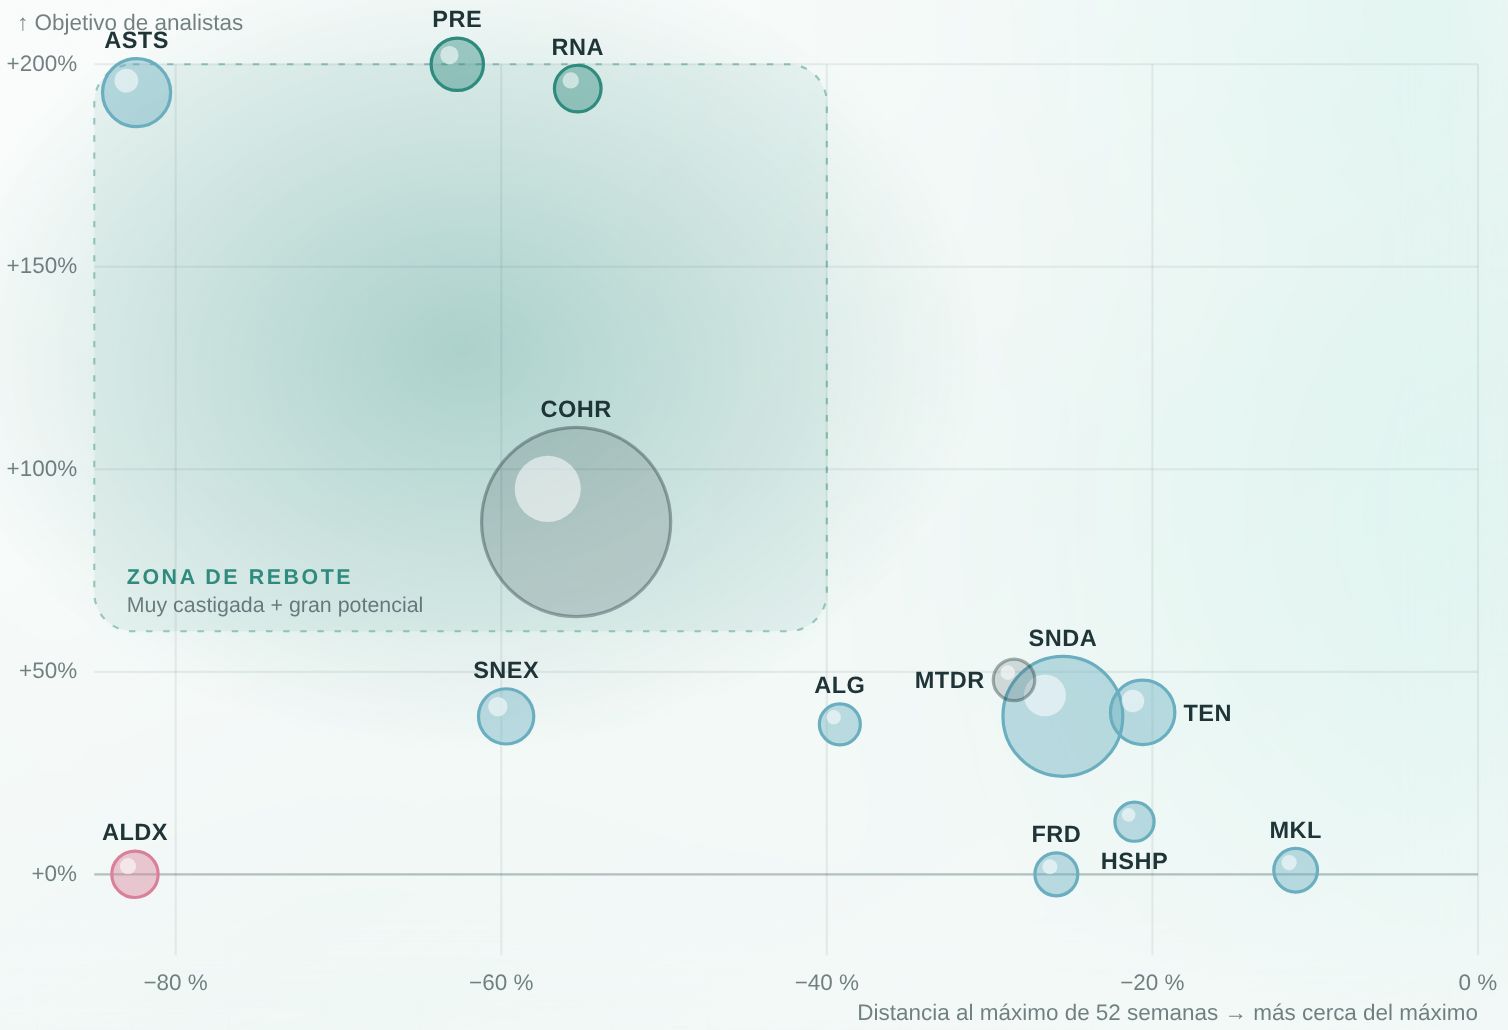 ↑ Objetivo de analistas
PRE
ASTS
RNA
+200%
+150%
COHR
+100%
ZONA DE REBOTE
Muy castigada + gran potencial
SNDA
+50%
SNEX
MTDR
ALG
TEN
ALDX
FRD
MKL
HSHP
+0%
−80 %
−60 %
−40 %
−20 %
0 %
Distancia al máximo de 52 semanas → más cerca del máximo